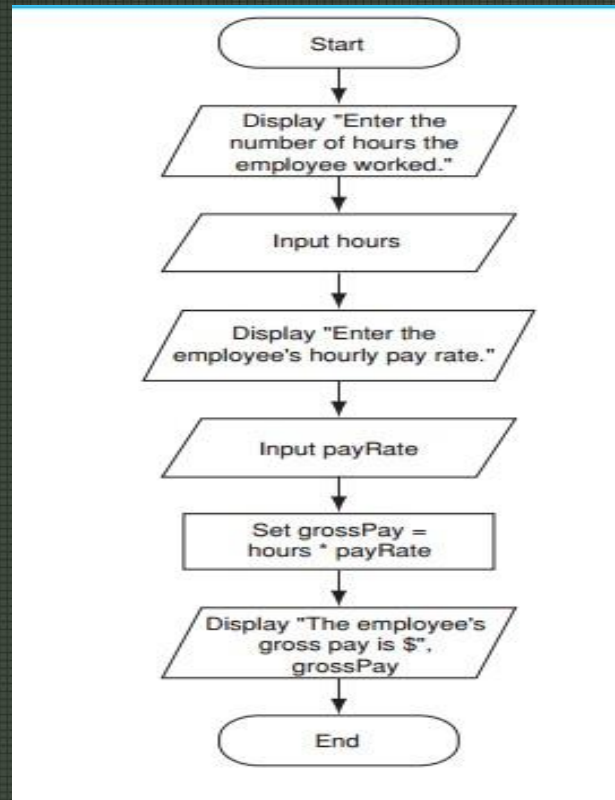 Start
Display "Enter the
number of hours the
employee worked."
Input hours
Display "Enter the
employee's hourly pay rate."
Input payRate
Set grossPay =
hours * payRate
Display "The employee's
gross pay is $",
grossPay
End